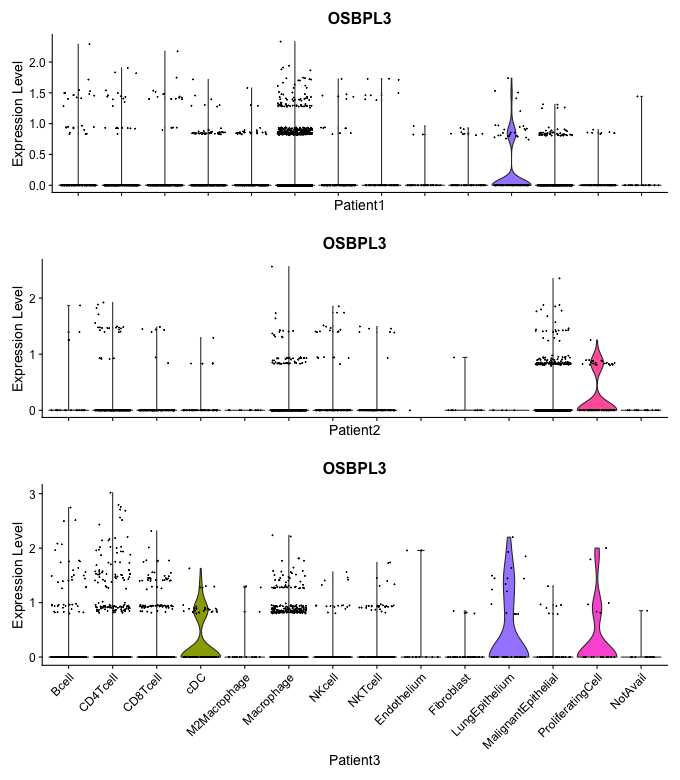 OSBPL3
Expression Level
2.0
1.5
1.0
0.5
0.0
Patient1
OSBPL3
Expression Level
2
1
0
Patient2
OSBPL3
Expression Level
3
2
1
0
Bcell
CD4Tcell
CD8Tcell
cDC
M2Macrophage
Macrophage
NKcell
NKTcell
Endothelium
Fibroblast
LungEpithelium
MalignantEpithelial
ProliferatingCell
NotAvail
Patient3